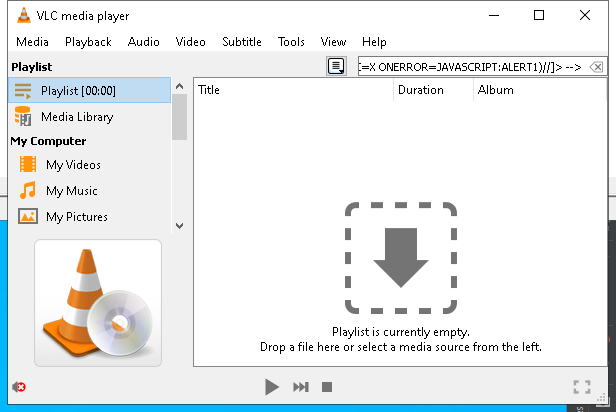 VLC media player
Media Playback Audio Video Subtitle Tools View Help
Playlist
=X ONERROR=JAVASCRIPT:ALERT1)//]> -->
Playlist [00:00]
Title Duration Album
Media Library
My Computer
My Videos
My Music
My Pictures
Playlist is currently empty.
Drop a file here or select a media source from the left.